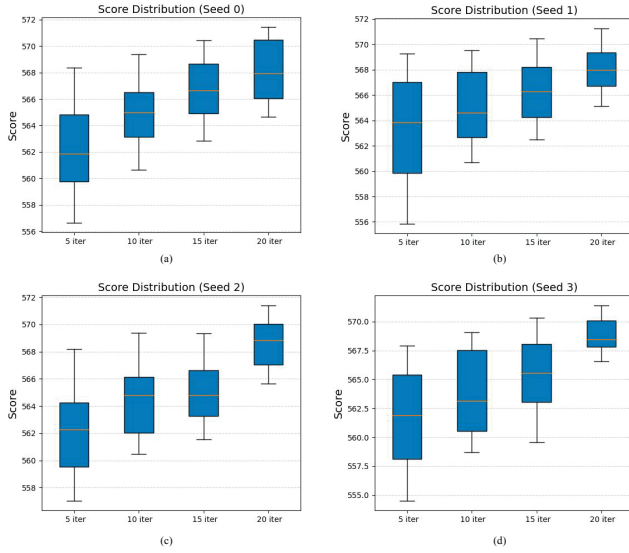 Score Distribution (Seed 0)
572
570
568
566
564
562
560
558
556
Score
5 iter 10 iter 15 iter 20 iter
(a)
Score Distribution (Seed 1)
572
570
568
566
564
562
560
558
556
Score
5 iter 10 iter 15 iter 20 iter
(b)
Score Distribution (Seed 2)
572
570
568
566
564
562
560
558
Score
5 iter 10 iter 15 iter 20 iter
(c)
Score Distribution (Seed 3)
570.0
567.5
565.0
562.5
560.0
557.5
555.0
Score
5 iter 10 iter 15 iter 20 iter
(d)